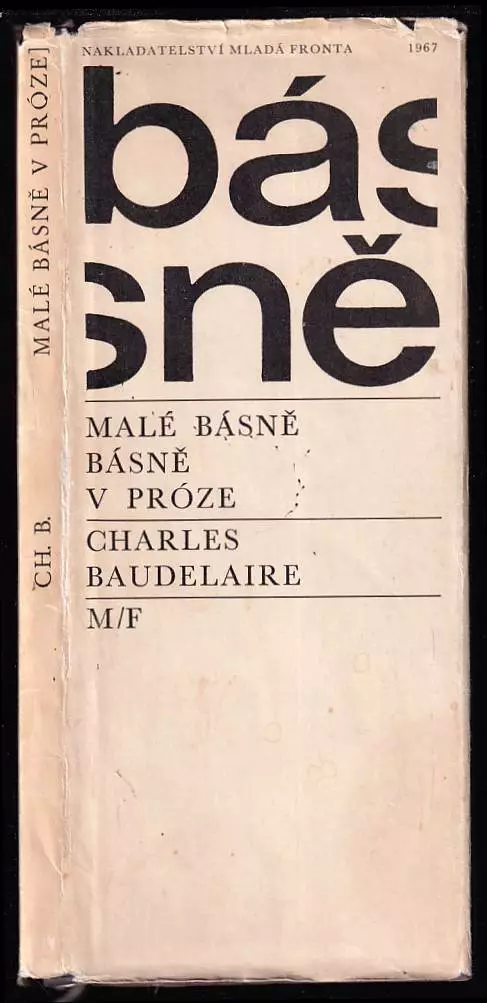 NAKLADATELSTVÍ MLADÁ FRONTA 1967
bás
sně
MALÉ BÁSNĚ
BÁSNĚ
V PRÓZE
CHARLES
BAUDELAIRE
M/F
CH. B. MALÉ BÁSNĚ V PRÓZE]